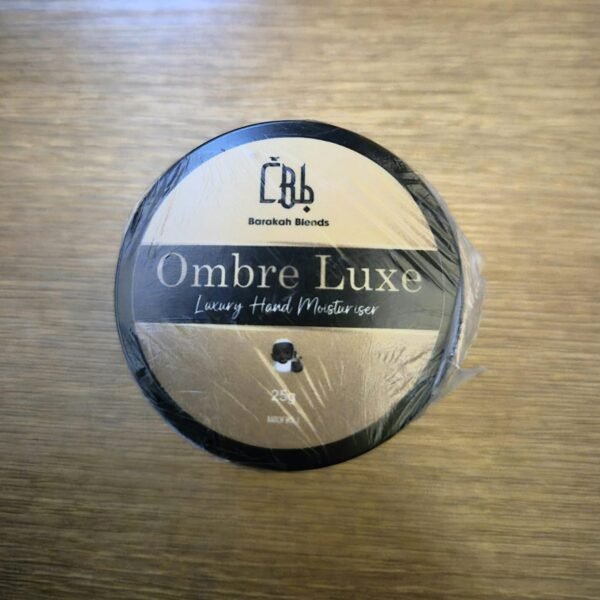 Barakah Blends
Ombre Luxe
Luxury Hand Moisturiser
25g